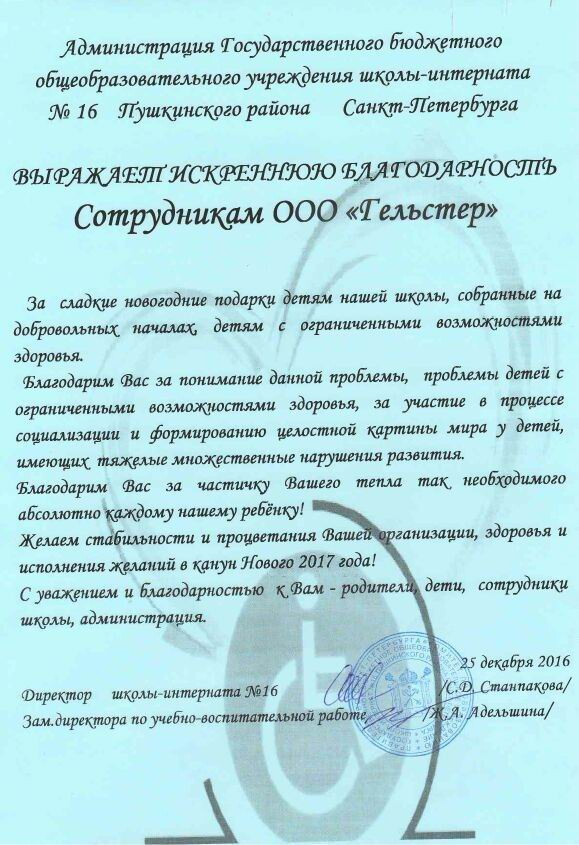 Администрация Государственного бюджетного
общеобразовательного учреждения школы-интерната
№ 16 Пушкинского района Санкт-Петербурга
ВЫРАЖАЕТ ИСКРЕННЮЮ БЛАГОДАРНОСТЬ
Сотрудникам ООО «Гельстер»
За сладкие новогодние подарки детям нашей школы, собранные на
добровольных началах, детям с ограниченными возможностями
здоровья.
Благодарим Вас за понимание данной проблемы, проблемы детей с
ограниченными возможностями здоровья, за участие в процессе
социализации и формированию целостной картины мира у детей,
имеющих тяжелые множественные нарушения развития.
Благодарим Вас за частичку Вашего тепла так необходимого
абсолютно каждому нашему ребёнку!
Желаем стабильности и процветания Вашей организации, здоровья и
исполнения желаний в канун Нового 2017 года!
С уважением и благодарностью к Вам - родители, дети, сотрудники
школы, администрация.
25 декабря 2016
Директор школы-интерната №16 /С.Д. Станпакова/
Зам.директора по учебно-воспитательной работе /Ж.А. Адельшина/